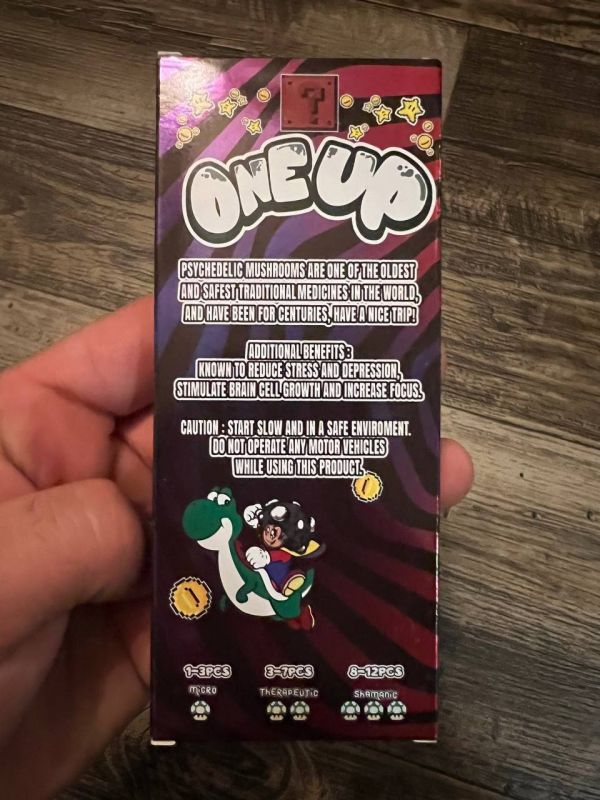 ?
ONE UP
PSYCHEDELIC MUSHROOMS ARE ONE OF THE OLDEST
AND SAFEST TRADITIONAL MEDICINES IN THE WORLD,
AND HAVE BEEN FOR CENTURIES, HAVE A NICE TRIP!
ADDITIONAL BENEFITS :
KNOWN TO REDUCE STRESS AND DEPRESSION,
STIMULATE BRAIN CELL GROWTH AND INCREASE FOCUS.
CAUTION : START SLOW AND IN A SAFE ENVIROMENT.
DO NOT OPERATE ANY MOTOR VEHICLES
WHILE USING THIS PRODUCT.
1-3PCS 3-7PCS 8-12PCS
MICRO THERAPEUTIC SHAMANIC